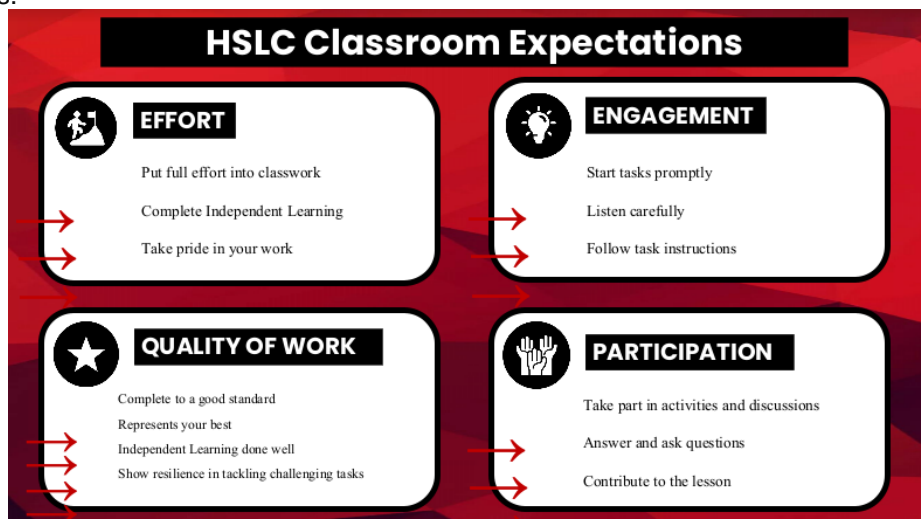 s.
HSLC Classroom Expectations
EFFORT
Put full effort into classwork
Complete Independent Learning
Take pride in your work
ENGAGEMENT
Start tasks promptly
Listen carefully
Follow task instructions
QUALITY OF WORK
Complete to a good standard
Represents your best
Independent Learning done well
Show resilience in tackling challenging tasks
PARTICIPATION
Take part in activities and discussions
Answer and ask questions
Contribute to the lesson